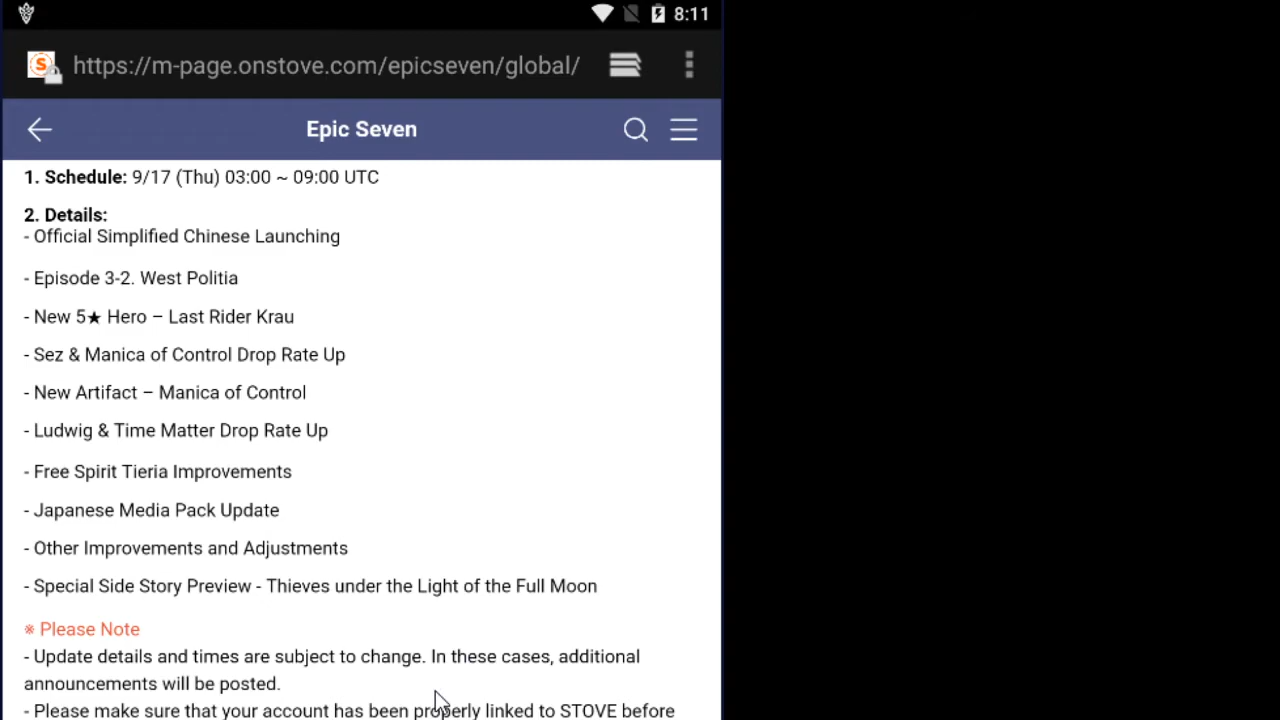 8:11
S https://m-page.onstove.com/epicseven/global/
Epic Seven
1. Schedule: 9/17 (Thu) 03:00 ~ 09:00 UTC
2. Details:
- Official Simplified Chinese Launching
- Episode 3-2. West Politia
- New 5★ Hero – Last Rider Krau
- Sez & Manica of Control Drop Rate Up
- New Artifact – Manica of Control
- Ludwig & Time Matter Drop Rate Up
- Free Spirit Tieria Improvements
- Japanese Media Pack Update
- Other Improvements and Adjustments
- Special Side Story Preview - Thieves under the Light of the Full Moon
※ Please Note
- Update details and times are subject to change. In these cases, additional
announcements will be posted.
- Please make sure that your account has been properly linked to STOVE before